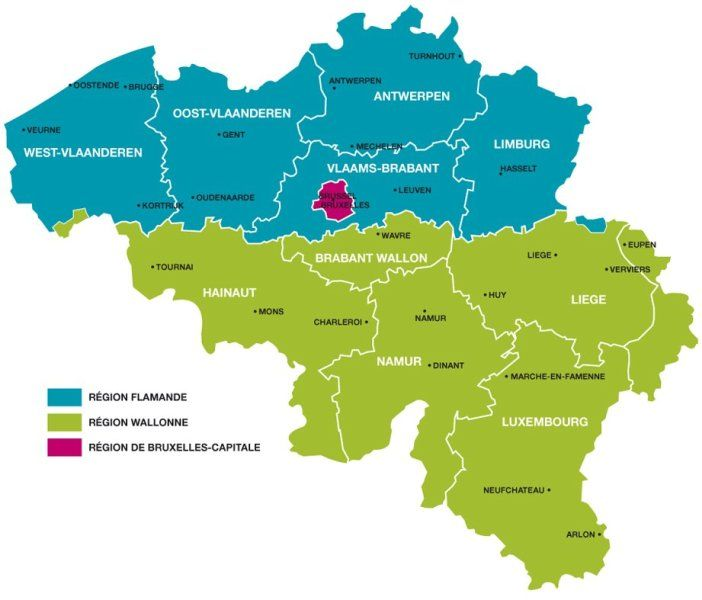 TURNHOUT
ANTWERPEN
ANTWERPEN
OOSTENDE
BRUGGE
OOST-VLAANDEREN
VEURNE
GENT
MECHELEN
LIMBURG
WEST-VLAANDEREN
VLAAMS-BRABANT
HASSELT
LEUVEN
KORTRIJK
OUDENAARDE
BRUSSEL
BRUXELLES
WAVRE
EUPEN
BRABANT WALLON
LIEGE
VERVIERS
TOURNAI
HAINAUT
HUY
LIEGE
MONS
CHARLEROI
NAMUR
NAMUR
DINANT
MARCHE-EN-FAMENNE
LUXEMBOURG
RÉGION FLAMANDE
RÉGION WALLONNE
RÉGION DE BRUXELLES-CAPITALE
NEUFCHATEAU
ARLON